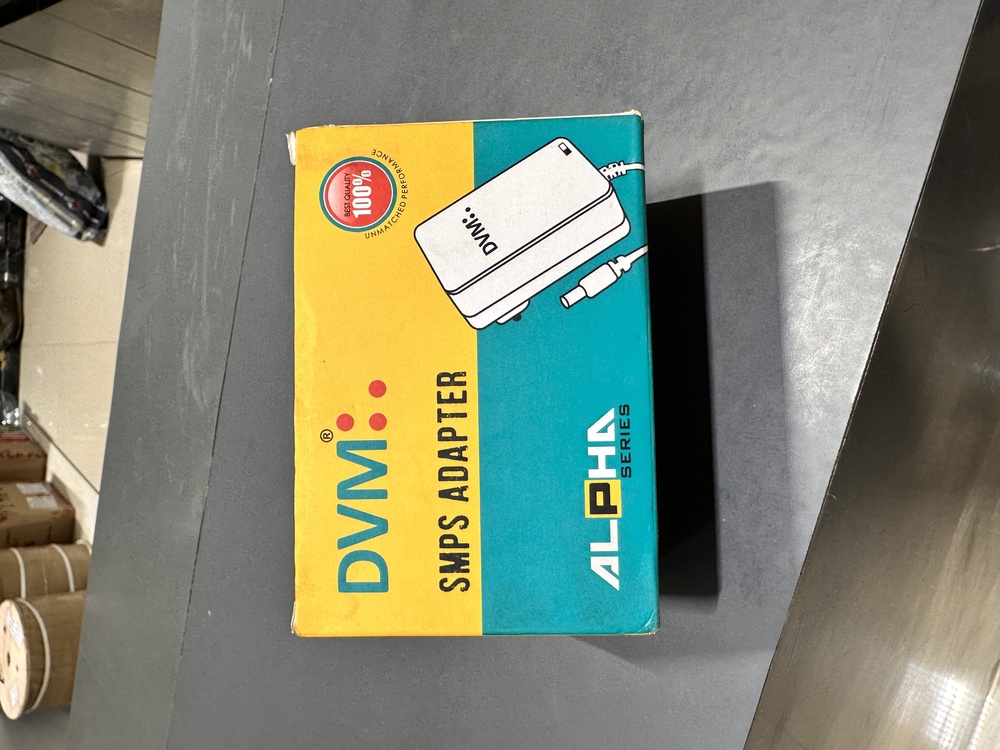 DVM®
SMPS ADAPTER
BEST QUALITY
100%
UNMATCHED PERFORMANCE
DVM
ALPHA
SERIES